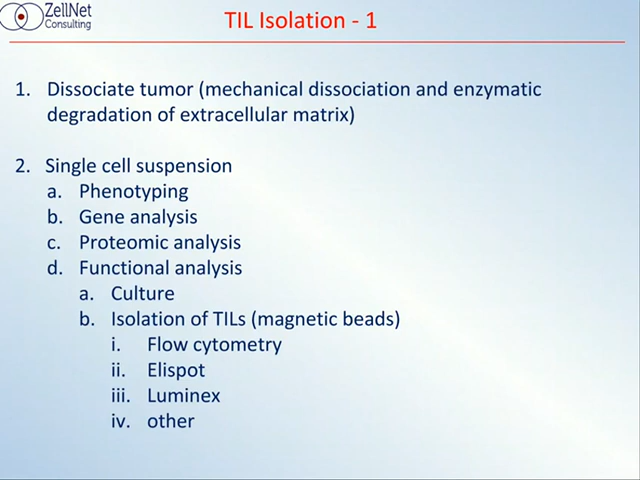 ZellNet
Consulting
TIL Isolation - 1
1. Dissociate tumor (mechanical dissociation and enzymatic
degradation of extracellular matrix)
2. Single cell suspension
a. Phenotyping
b. Gene analysis
c. Proteomic analysis
d. Functional analysis
a. Culture
b. Isolation of TILs (magnetic beads)
i. Flow cytometry
ii. Elispot
iii. Luminex
iv. other